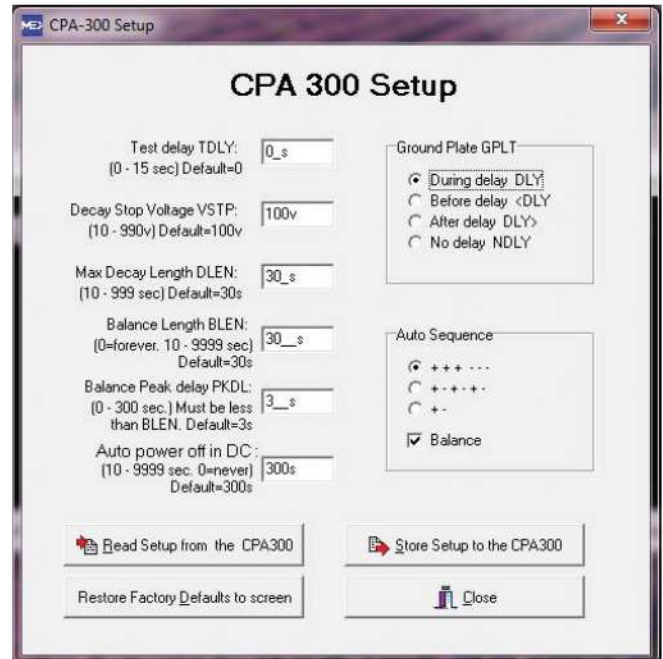 CPA-300 Setup
CPA 300 Setup
Test delay TDLY:
(0 - 15 sec) Default=0
0_s
Decay Stop Voltage VSTP:
(10 - 990v) Default=100v
100v
Max Decay Length DLEN:
(10 - 999 sec) Default=30s
30_s
Balance Length BLEN:
(0=forever. 10 - 9999 sec)
Default=30s
30__s
Balance Peak delay PKDL:
(0 - 300 sec.) Must be less
than BLEN. Default=3s
3__s
Auto power off in DC :
(10 - 9999 sec. 0=never)
Default=300s
300s
Ground Plate GPLT
During delay DLY
Before delay <DLY
After delay DLY>
No delay NDLY
Auto Sequence
+ + + - - -
+ - + - + -
+ -
Balance
Read Setup from the CPA300
Store Setup to the CPA300
Restore Factory Defaults to screen
Close